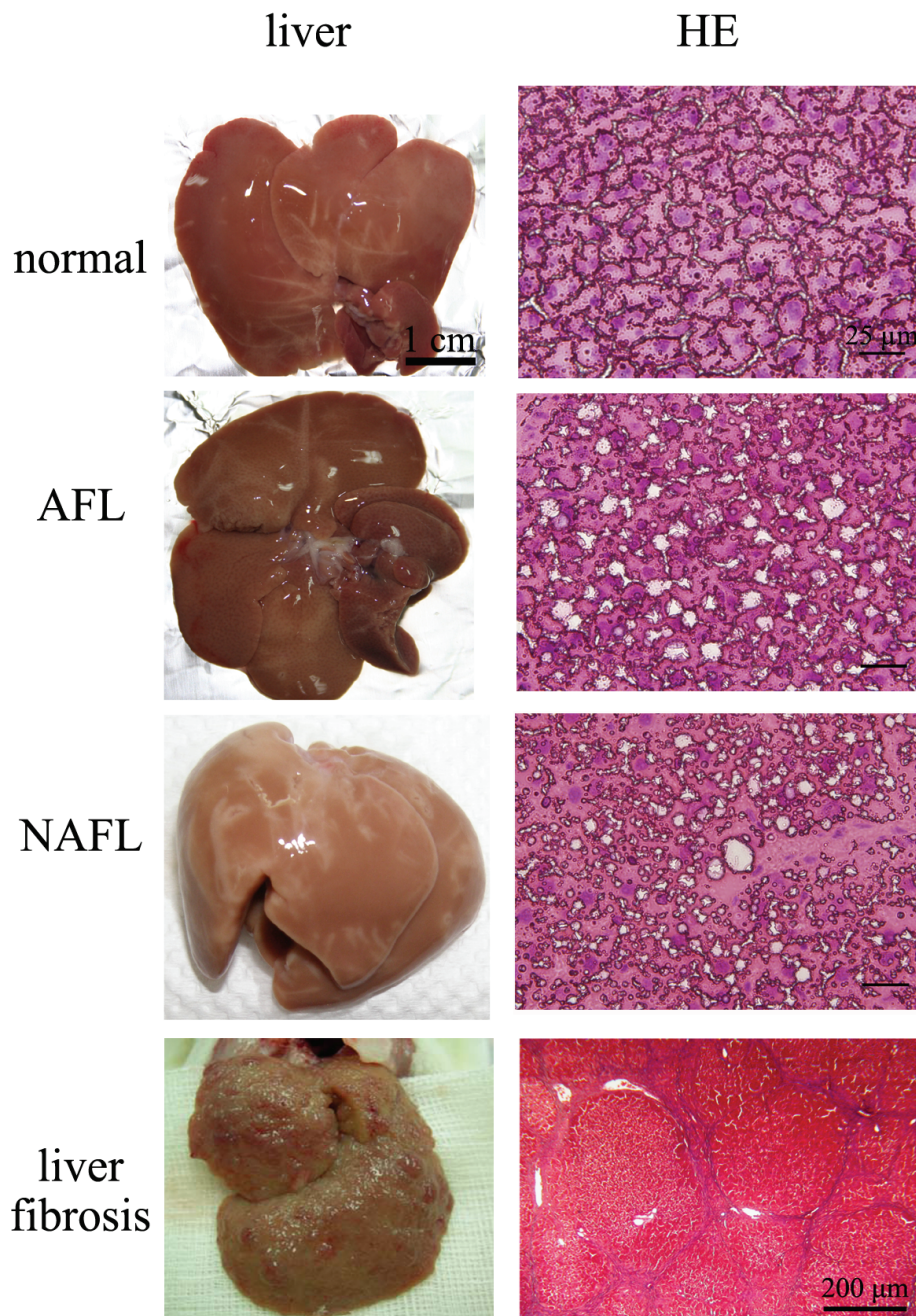 liver
HE
normal
1 cm
25 μm
AFL
NAFL
liver
fibrosis
200 μm